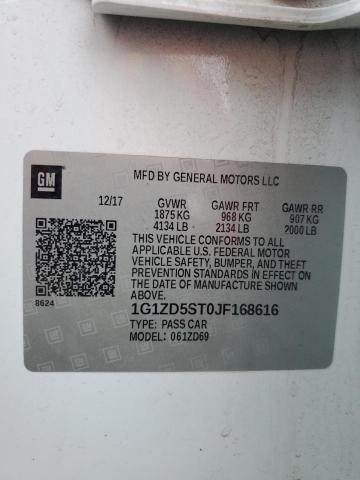 GM
MFD BY GENERAL MOTORS LLC
12/17 GVWR GAWR FRT GAWR RR
1875 KG 968 KG 907 KG
4134 LB 2134 LB 2000 LB
THIS VEHICLE CONFORMS TO ALL
APPLICABLE U.S. FEDERAL MOTOR
VEHICLE SAFETY, BUMPER, AND THEFT
PREVENTION STANDARDS IN EFFECT ON
THE DATE OF MANUFACTURE SHOWN
ABOVE.
8624
1G1ZD5ST0JF168616
TYPE: PASS CAR
MODEL: 061ZD69